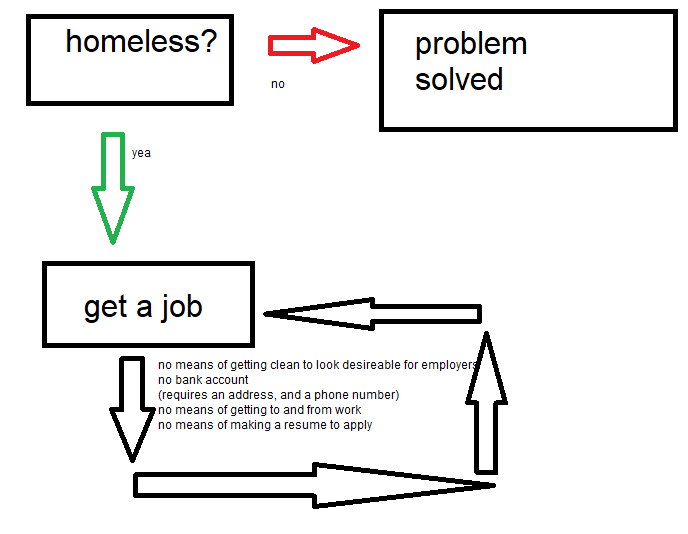 homeless?
no
problem
solved
yea
get a job
no means of getting clean to look desireable for employers
no bank account
(requires an address, and a phone number)
no means of getting to and from work
no means of making a resume to apply